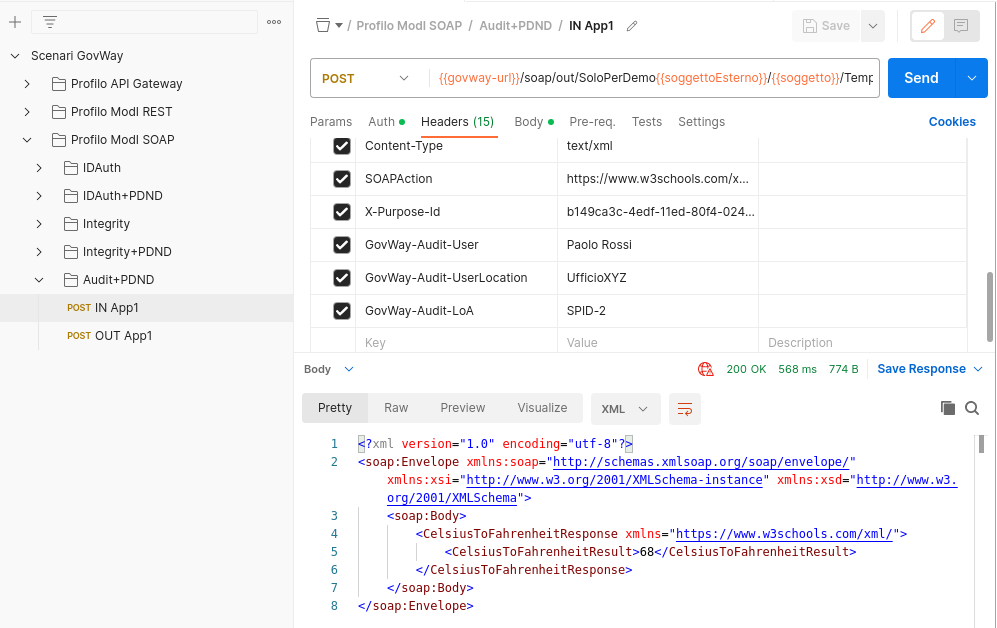 Scenari GovWay
Profilo API Gateway
Profilo ModI REST
Profilo ModI SOAP
IDAuth
IDAuth+PDND
Integrity
Integrity+PDND
Audit+PDND
POST IN App1
POST OUT App1
/ Profilo ModI SOAP / Audit+PDND / IN App1
Save
POST {{govway-url}}/soap/out/SoloPerDemo{{soggettoEsterno}}/{{soggetto}}/Temp
Send
Params Auth Headers (15) Body Pre-req. Tests Settings Cookies
Content-Type text/xml
SOAPAction https://www.w3schools.com/x...
X-Purpose-Id b149ca3c-4edf-11ed-80f4-024...
GovWay-Audit-User Paolo Rossi
GovWay-Audit-UserLocation UfficioXYZ
GovWay-Audit-LoA SPID-2
Key Value Description
Body 200 OK 568 ms 774 B Save Response
Pretty Raw Preview Visualize XML
1 <?xml version="1.0" encoding="utf-8"?>
2 <soap:Envelope xmlns:soap="http://schemas.xmlsoap.org/soap/envelope/"
xmlns:xsi="http://www.w3.org/2001/XMLSchema-instance" xmlns:xsd="http://www.w3.
org/2001/XMLSchema">
3 <soap:Body>
4 <CelsiusToFahrenheitResponse xmlns="https://www.w3schools.com/xml/">
5 <CelsiusToFahrenheitResult>68</CelsiusToFahrenheitResult>
6 </CelsiusToFahrenheitResponse>
7 </soap:Body>
8 </soap:Envelope>